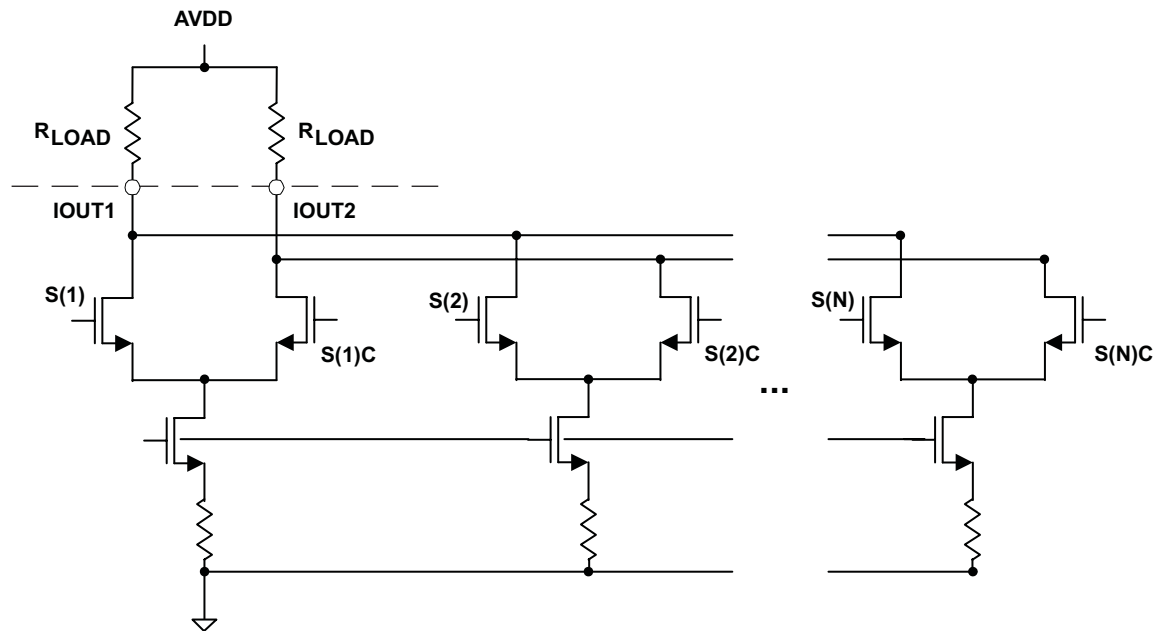 AVDD
RLOAD
RLOAD
IOUT1
IOUT2
S(1)
S(1)C
S(2)
S(2)C
...
S(N)
S(N)C